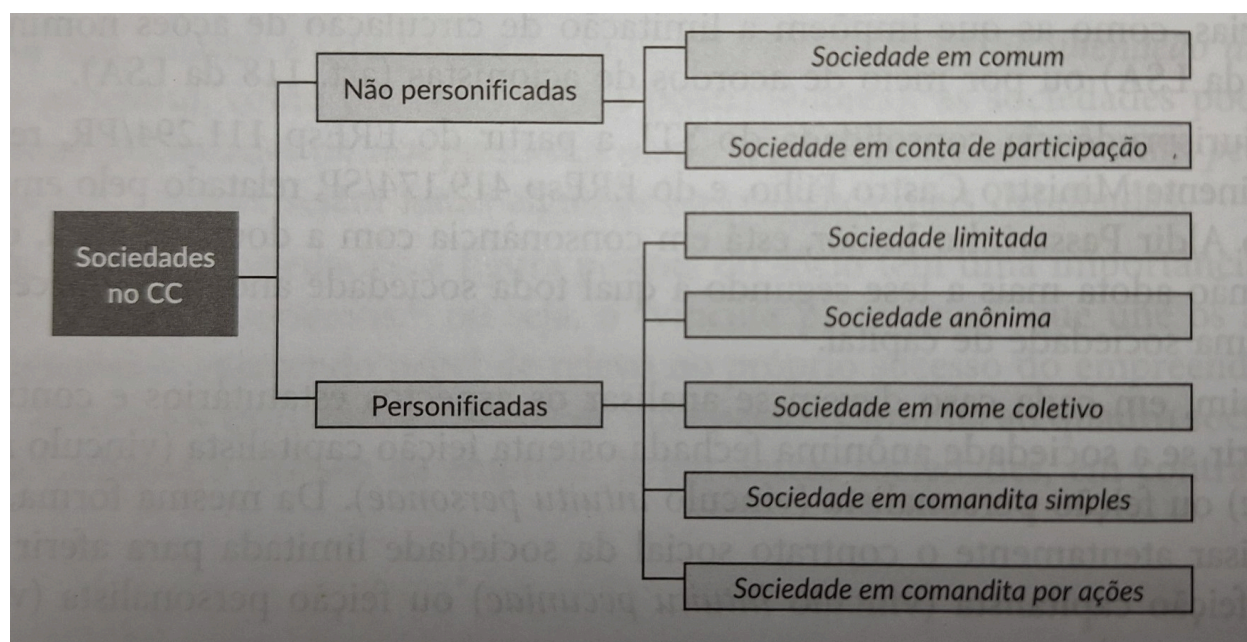 Não personificadas
Sociedade em comum
Sociedade em conta de participação
Sociedades
no CC
Personificadas
Sociedade limitada
Sociedade anônima
Sociedade em nome coletivo
Sociedade em comandita simples
Sociedade em comandita por ações